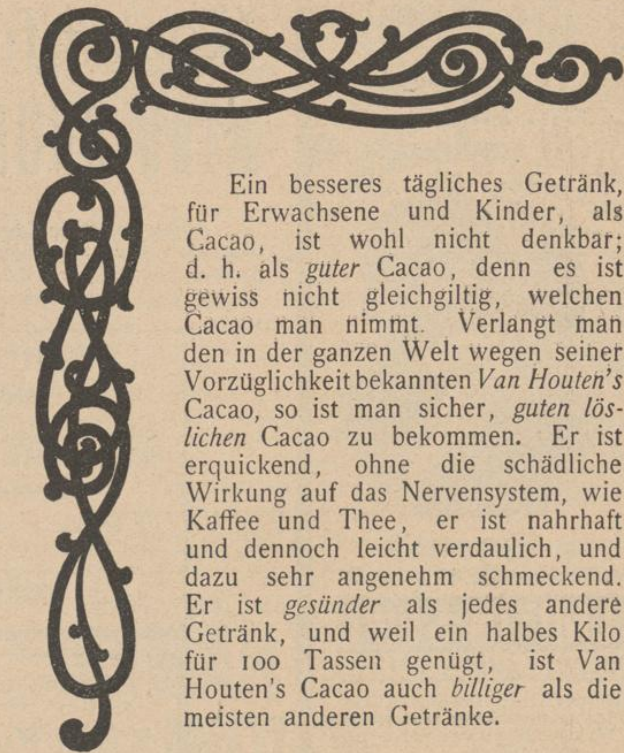 Ein besseres tägliches Getränk,
für Erwachsene und Kinder, als
Cacao, ist wohl nicht denkbar;
d. h. als guter Cacao, denn es ist
gewiss nicht gleichgiltig, welchen
Cacao man nimmt. Verlangt man
den in der ganzen Welt wegen seiner
Vorzüglichkeit bekannten Van Houten's
Cacao, so ist man sicher, guten lös-
lichen Cacao zu bekommen. Er ist
erquickend, ohne die schädliche
Wirkung auf das Nervensystem, wie
Kaffee und Thee, er ist nahrhaft
und dennoch leicht verdaulich, und
dazu sehr angenehm schmeckend.
Er ist gesünder als jedes andere
Getränk, und weil ein halbes Kilo
für 100 Tassen genügt, ist Van
Houten's Cacao auch billiger als die
meisten anderen Getränke.